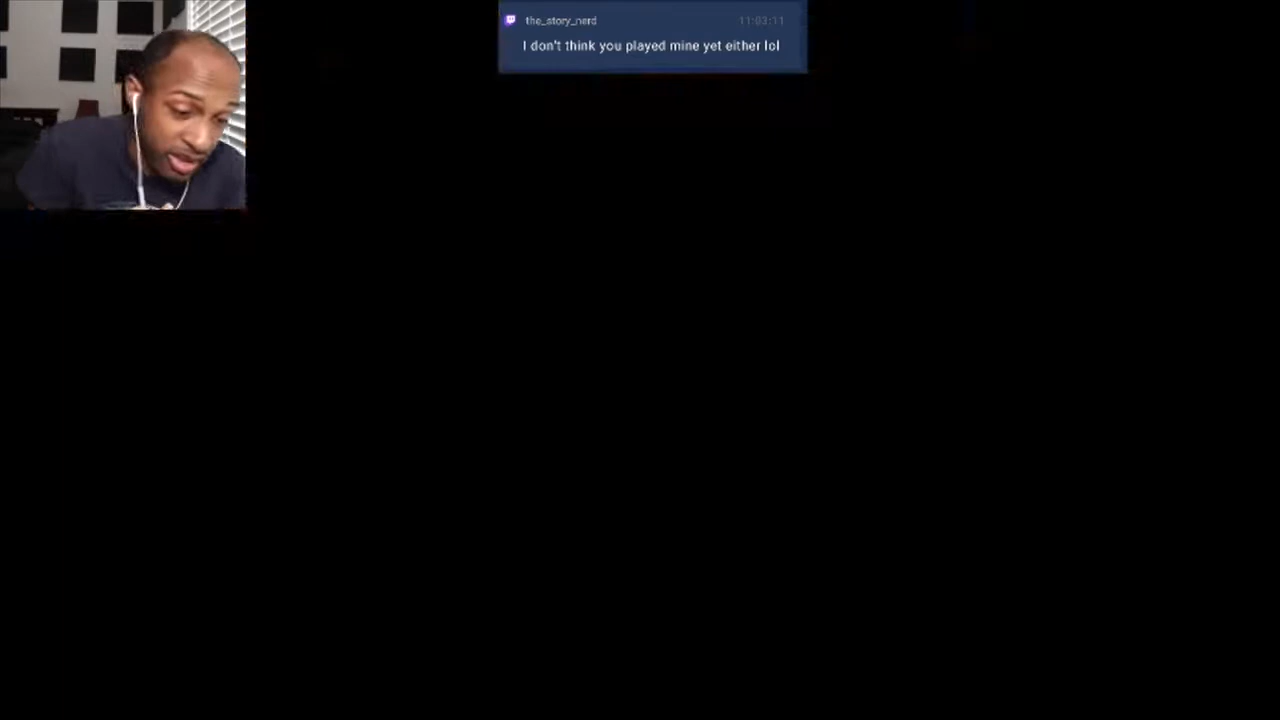 the_story_nerd 11:03:11
I don't think you played mine yet either lol